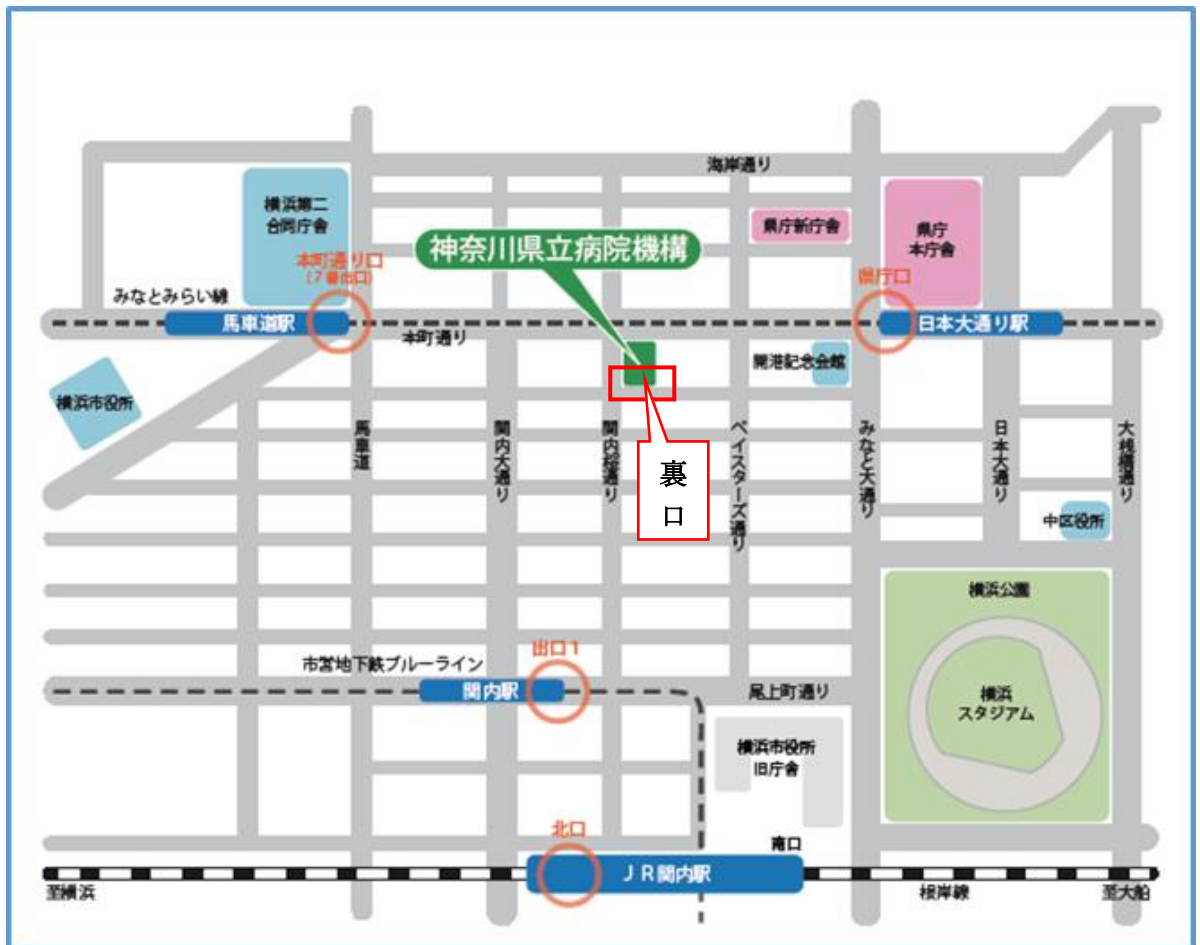 海岸通り
横浜第二
合同庁舎
県庁新庁舎
県庁
本庁舎
神奈川県立病院機構
本町通り口
(7番出口)
県庁口
みなとみらい線
馬車道駅
日本大通り駅
本町通り
開港記念会館
横浜市役所
馬車道
関内大通り
関内桜通り
ベイスターズ通り
みなと大通り
日本大通り
大桟橋通り
裏
口
中区役所
横浜公園
出口1
市営地下鉄ブルーライン
関内駅
尾上町通り
横浜
スタジアム
横浜市役所
旧庁舎
北口
南口
JR関内駅
至横浜
根岸線
至大船